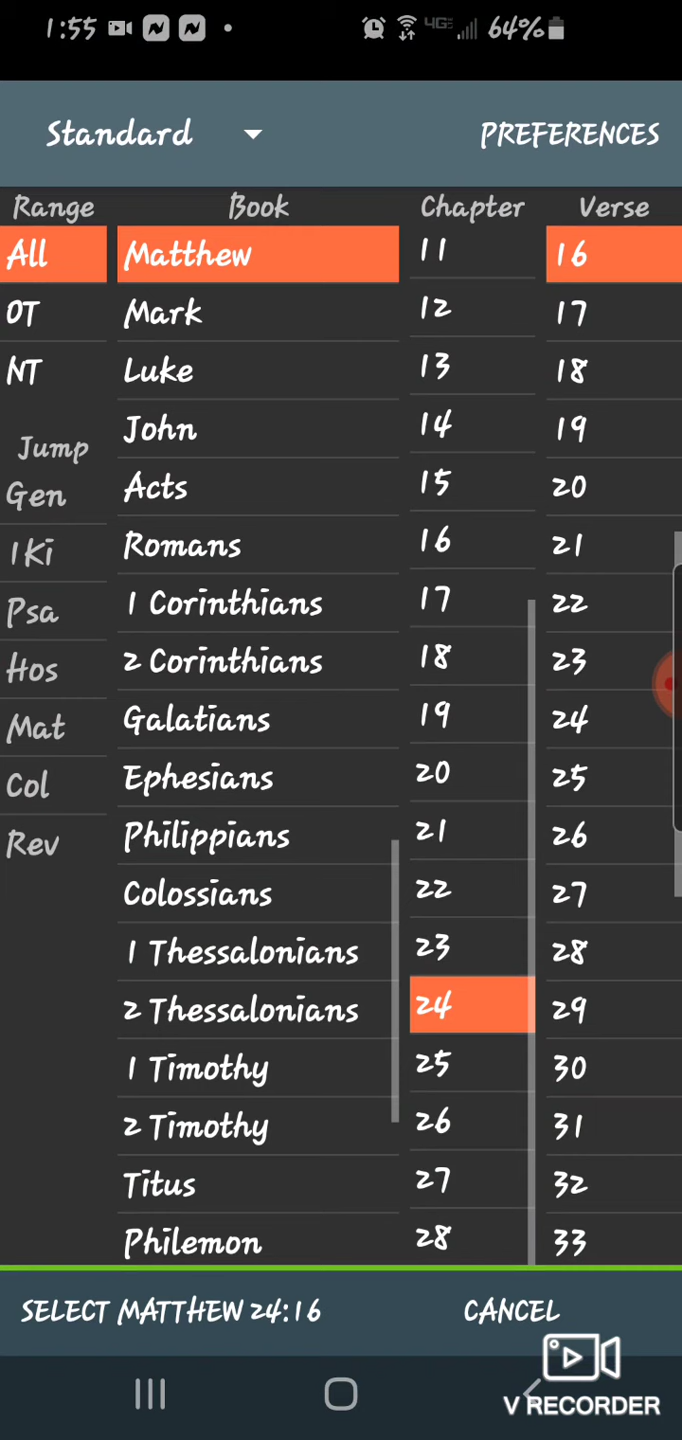 1:55 4G 64%
Standard PREFERENCES
Range Book Chapter Verse
All Matthew 11 16
OT Mark 12 17
NT Luke 13 18
Jump John 14 19
Gen Acts 15 20
1Ki Romans 16 21
Psa 1 Corinthians 17 22
Hos 2 Corinthians 18 23
Mat Galatians 19 24
Col Ephesians 20 25
Rev Philippians 21 26
Colossians 22 27
1 Thessalonians 23 28
2 Thessalonians 24 29
1 Timothy 25 30
2 Timothy 26 31
Titus 27 32
Philemon 28 33
SELECT MATTHEW 24:16 CANCEL
V RECORDER